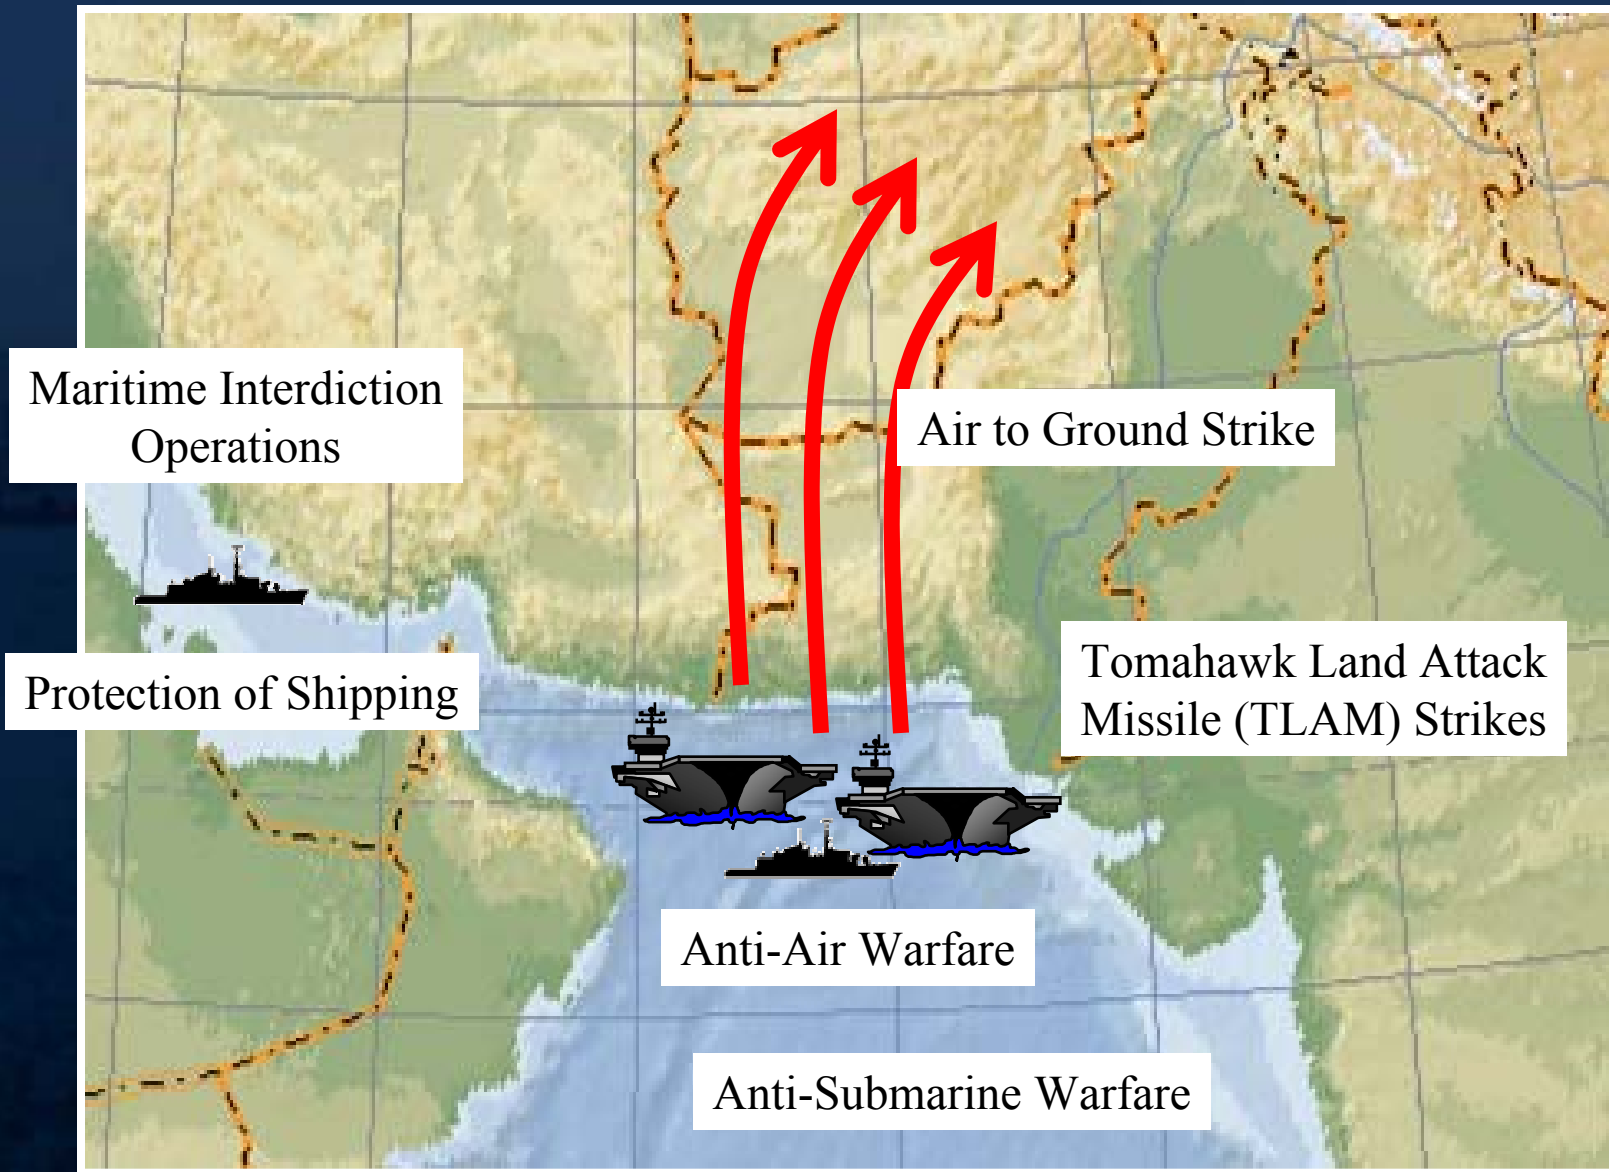 Maritime Interdiction
Operations
Air to Ground Strike
Protection of Shipping
Tomahawk Land Attack
Missile (TLAM) Strikes
Anti-Air Warfare
Anti-Submarine Warfare